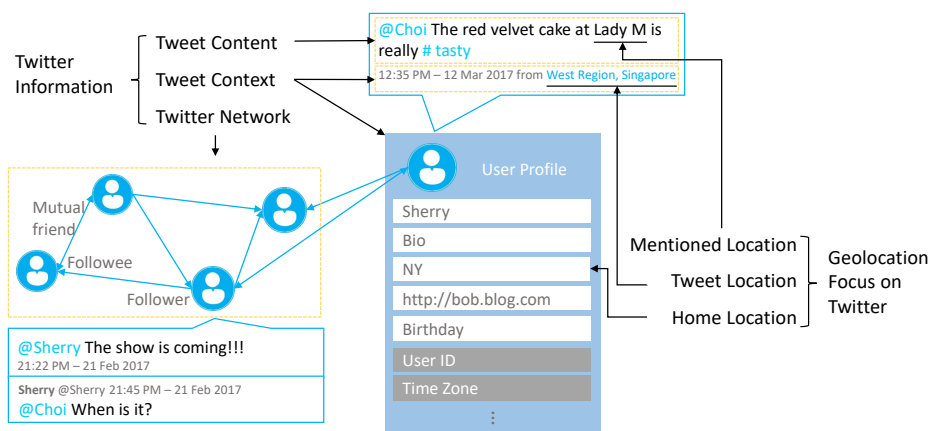 Twitter
Information
Tweet Content
Tweet Context
Twitter Network
@Choi The red velvet cake at Lady M is
really # tasty
12:35 PM – 12 Mar 2017 from West Region, Singapore
Mutual
friend
Followee
Follower
@Sherry The show is coming!!!
21:22 PM – 21 Feb 2017
Sherry @Sherry 21:45 PM – 21 Feb 2017
@Choi When is it?
User Profile
Sherry
Bio
NY
http://bob.blog.com
Birthday
User ID
Time Zone
⋮
Mentioned Location
Tweet Location
Home Location
Geolocation
Focus on
Twitter